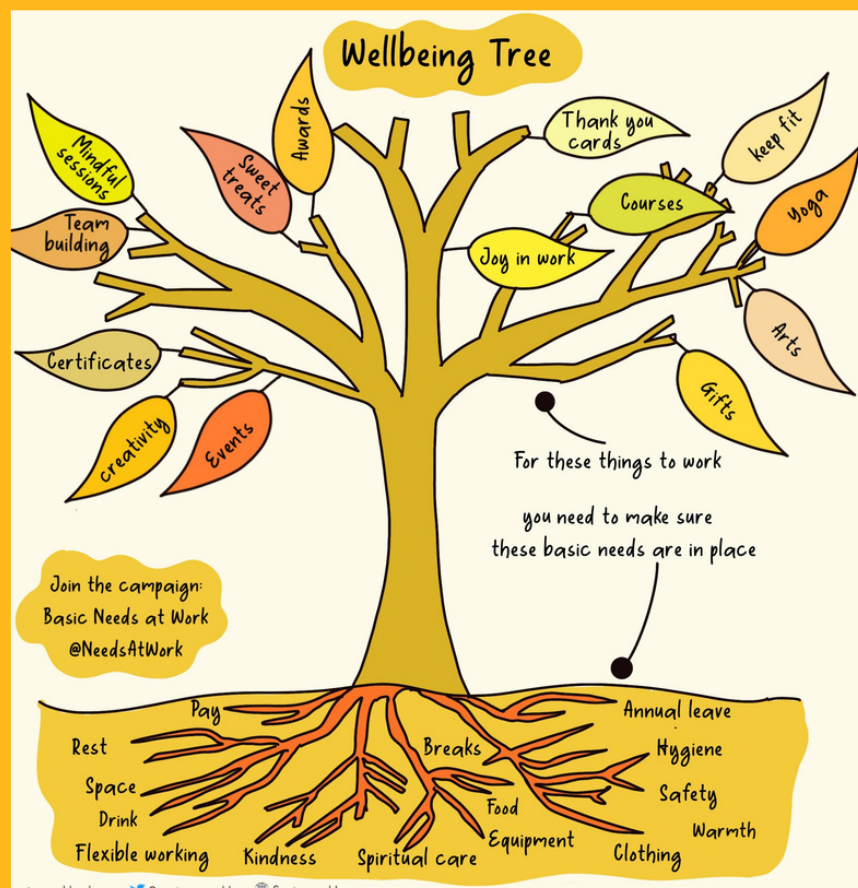 Wellbeing Tree
Mindful
sessions
Sweet
treats
Awards
Thank you
cards
keep fit
Team
building
Joy in work
Courses
Yoga
Certificates
Arts
creativity
Events
Gifts
For these things to work
you need to make sure
these basic needs are in place
Join the campaign:
Basic Needs at Work
@NeedsAtWork
Pay
Annual leave
Rest
Breaks
Hygiene
Space
Food
Safety
Drink
Equipment
Warmth
Flexible working
Kindness
Spiritual care
Clothing